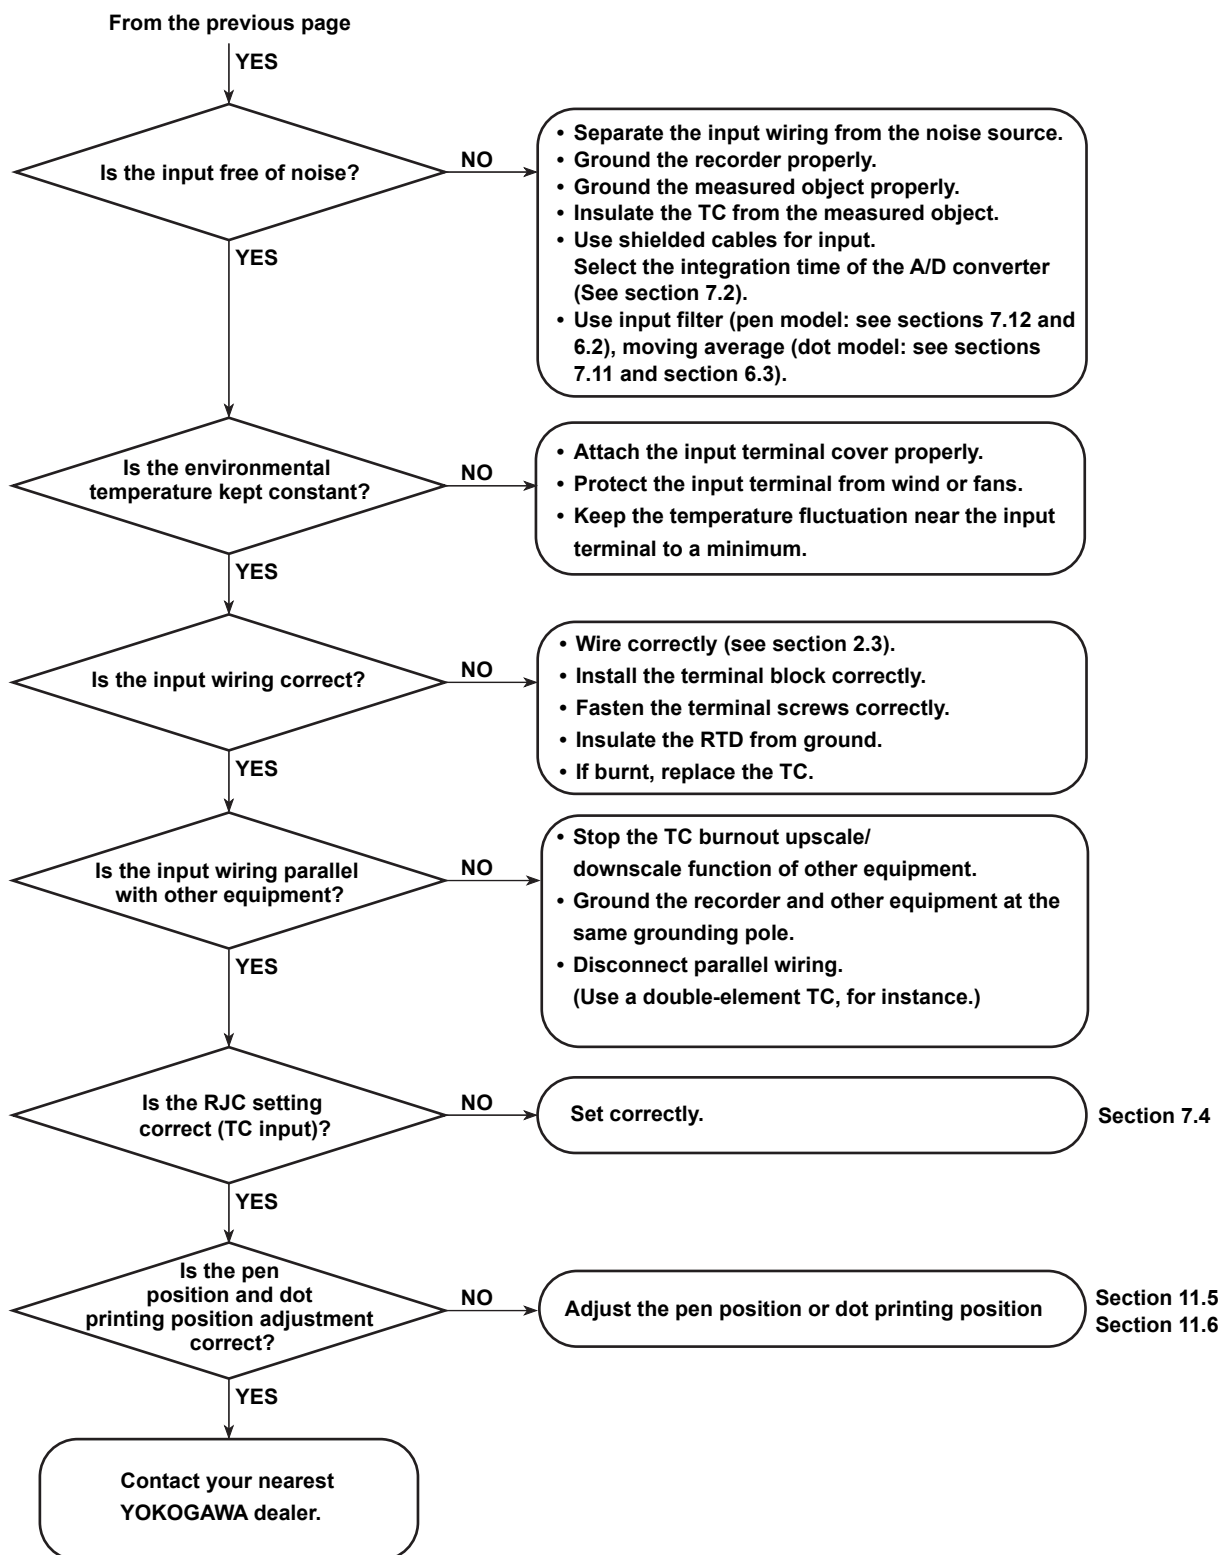 From the previous page
YES
Is the input free of noise?
NO
• Separate the input wiring from the noise source.
• Ground the recorder properly.
• Ground the measured object properly.
• Insulate the TC from the measured object.
• Use shielded cables for input.
Select the integration time of the A/D converter
(See section 7.2).
• Use input filter (pen model: see sections 7.12 and
6.2), moving average (dot model: see sections
7.11 and section 6.3).
YES
Is the environmental
temperature kept constant?
NO
• Attach the input terminal cover properly.
• Protect the input terminal from wind or fans.
• Keep the temperature fluctuation near the input
terminal to a minimum.
YES
Is the input wiring correct?
NO
• Wire correctly (see section 2.3).
• Install the terminal block correctly.
• Fasten the terminal screws correctly.
• Insulate the RTD from ground.
• If burnt, replace the TC.
YES
Is the input wiring parallel
with other equipment?
NO
• Stop the TC burnout upscale/
downscale function of other equipment.
• Ground the recorder and other equipment at the
same grounding pole.
• Disconnect parallel wiring.
(Use a double-element TC, for instance.)
YES
Is the RJC setting
correct (TC input)?
NO
Set correctly.
Section 7.4
YES
Is the pen
position and dot
printing position adjustment
correct?
NO
Adjust the pen position or dot printing position
Section 11.5
Section 11.6
YES
Contact your nearest
YOKOGAWA dealer.